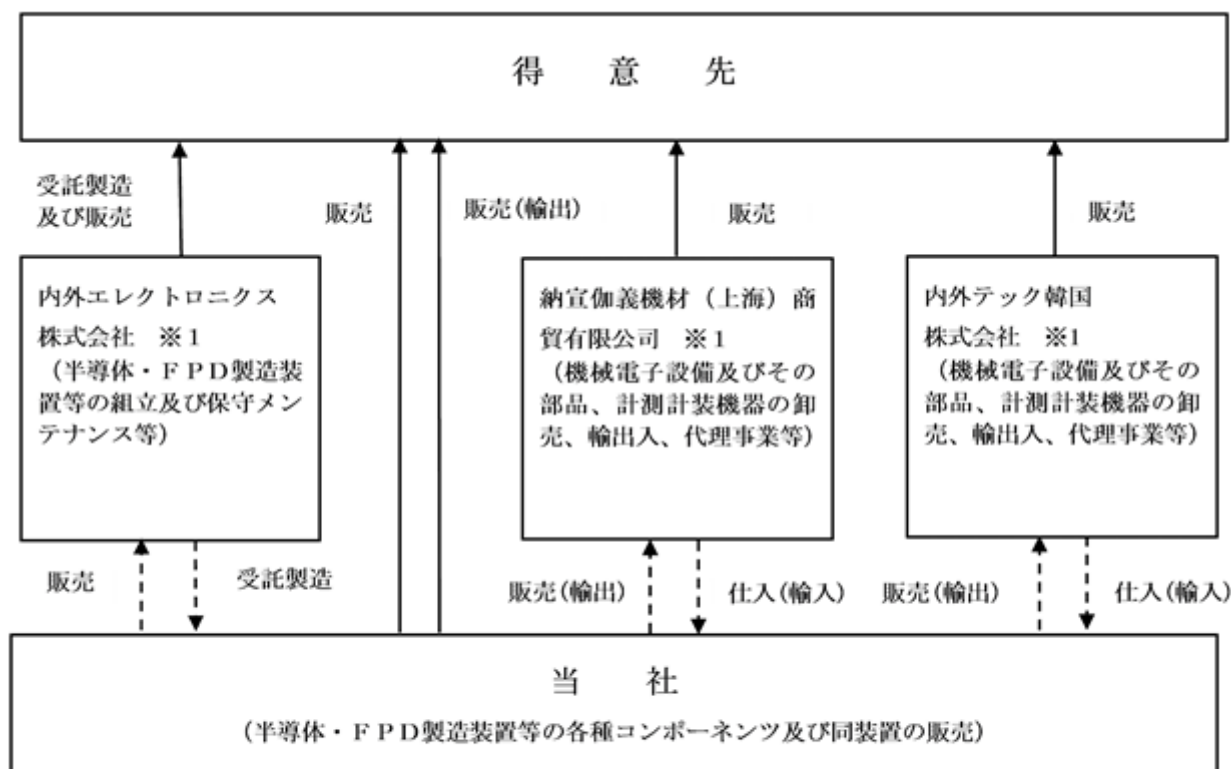 得　意　先
受託製造
及び販売
販売
販売(輸出)
販売
販売
内外エレクトロニクス
株式会社　※１
（半導体・ＦＰＤ製造装
置等の組立及び保守メン
テナンス等）
納宣伽義機材（上海）商
貿有限公司　※１
（機械電子設備及びその
部品、計測計装機器の卸
売、輸出入、代理事業等）
内外テック韓国
株式会社　※１
（機械電子設備及びその
部品、計測計装機器の卸
売、輸出入、代理事業等）
販売
受託製造
販売(輸出)
仕入(輸入)
販売(輸出)
仕入(輸入)
当　社
(半導体・ＦＰＤ製造装置等の各種コンポーネンツ及び同装置の販売)